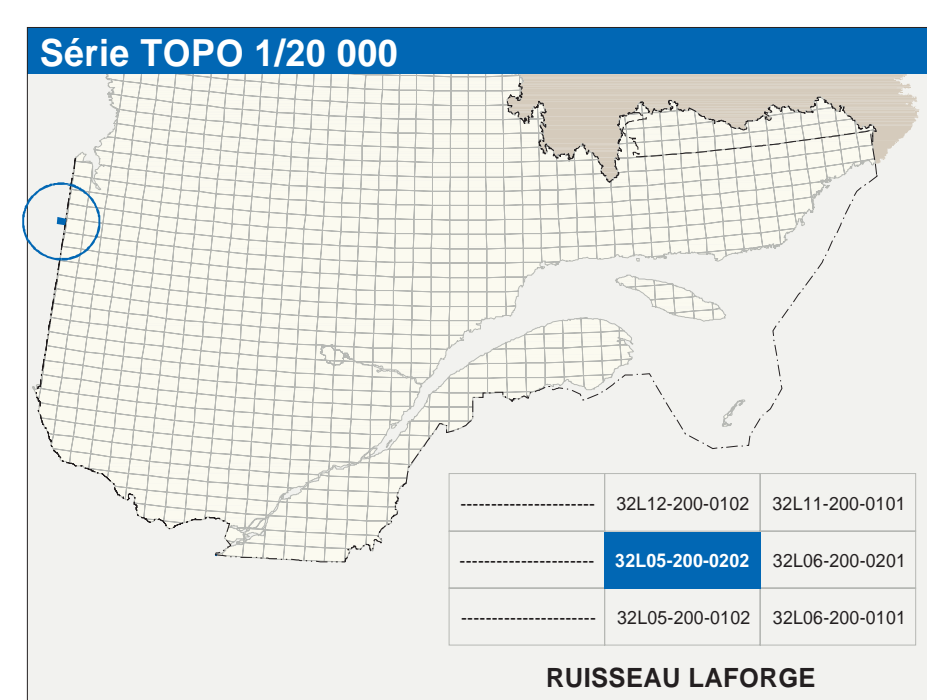 Série TOPO 1/20 000
---------------------- 32L12-200-0102 32L11-200-0101
---------------------- 32L05-200-0202 32L06-200-0201
---------------------- 32L05-200-0102 32L06-200-0101
RUISSEAU LAFORGE